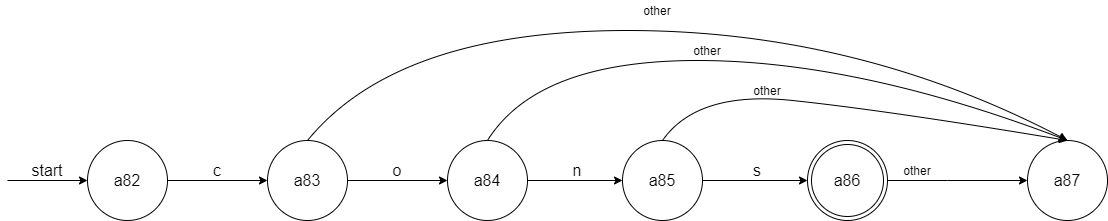 other
other
other
start
c
o
n
s
other
a82
a83
a84
a85
a86
a87